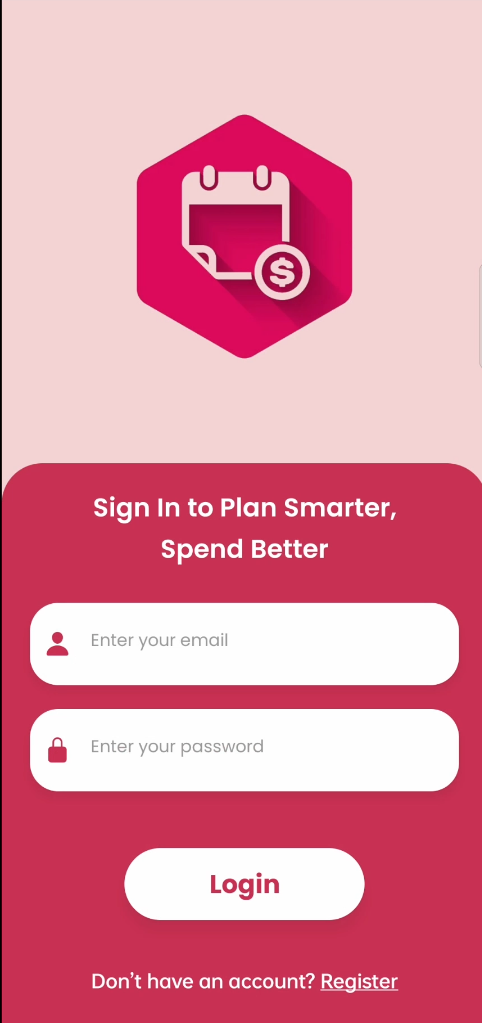 $
Sign In to Plan Smarter,
Spend Better
Enter your email
Enter your password
Login
Don’t have an account? Register